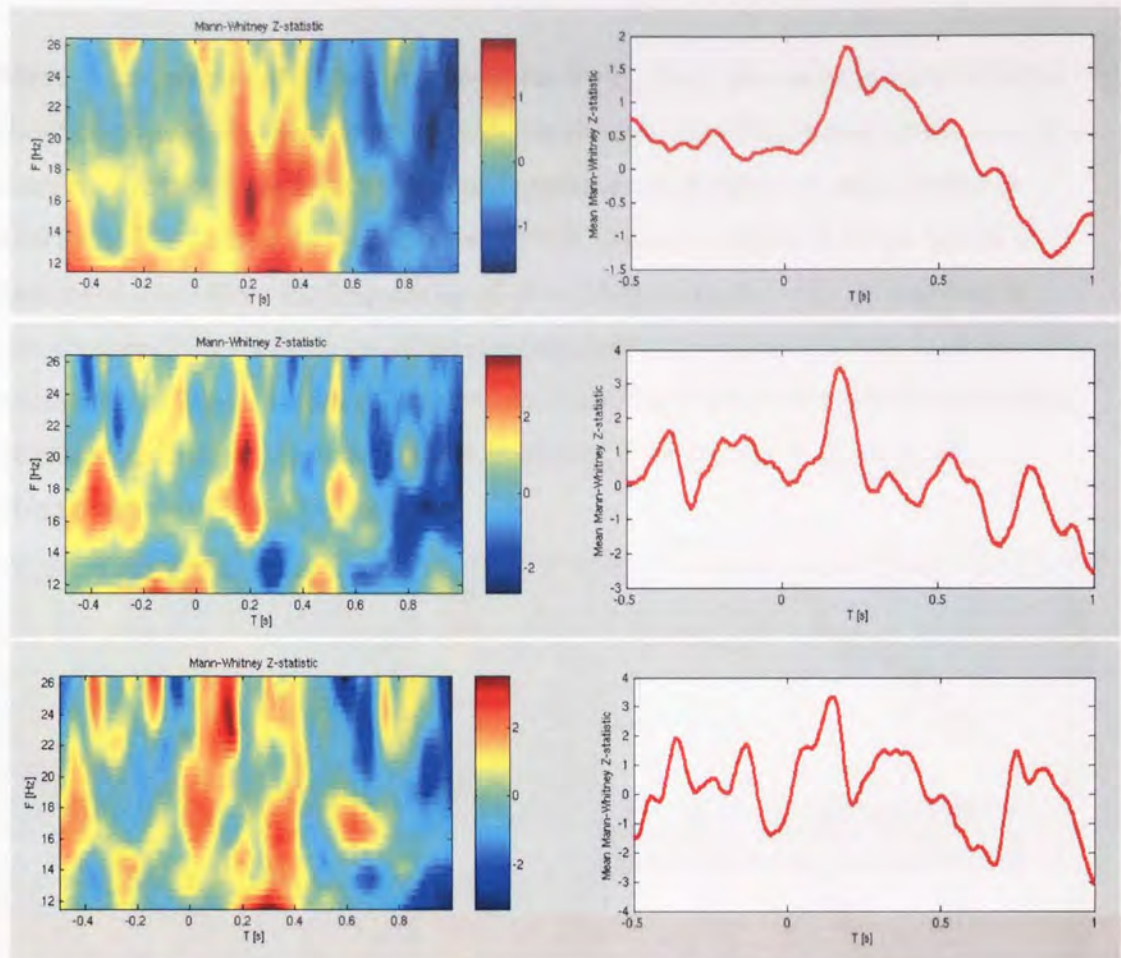 Mann-Whitney Z-statistic
26
24
22
20
18
16
14
12
F [Hz]
-0.4 -0.2 0 0.2 0.4 0.6 0.8
T [s]
1
0
-1
Mean Mann-Whitney Z-statistic
2
1.5
1
0.5
0
-0.5
-1
-1.5
-0.5 0 0.5 1
T [s]
Mann-Whitney Z-statistic
26
24
22
20
18
16
14
12
F [Hz]
-0.4 -0.2 0 0.2 0.4 0.6 0.8
T [s]
2
0
-2
Mean Mann-Whitney Z-statistic
4
3
2
1
0
-1
-2
-3
-0.5 0 0.5 1
T [s]
Mann-Whitney Z-statistic
26
24
22
20
18
16
14
12
F [Hz]
-0.4 -0.2 0 0.2 0.4 0.6 0.8
T [s]
2
0
-2
Mean Mann-Whitney Z-statistic
4
3
2
1
0
-1
-2
-3
-4
-0.5 0 0.5 1
T [s]